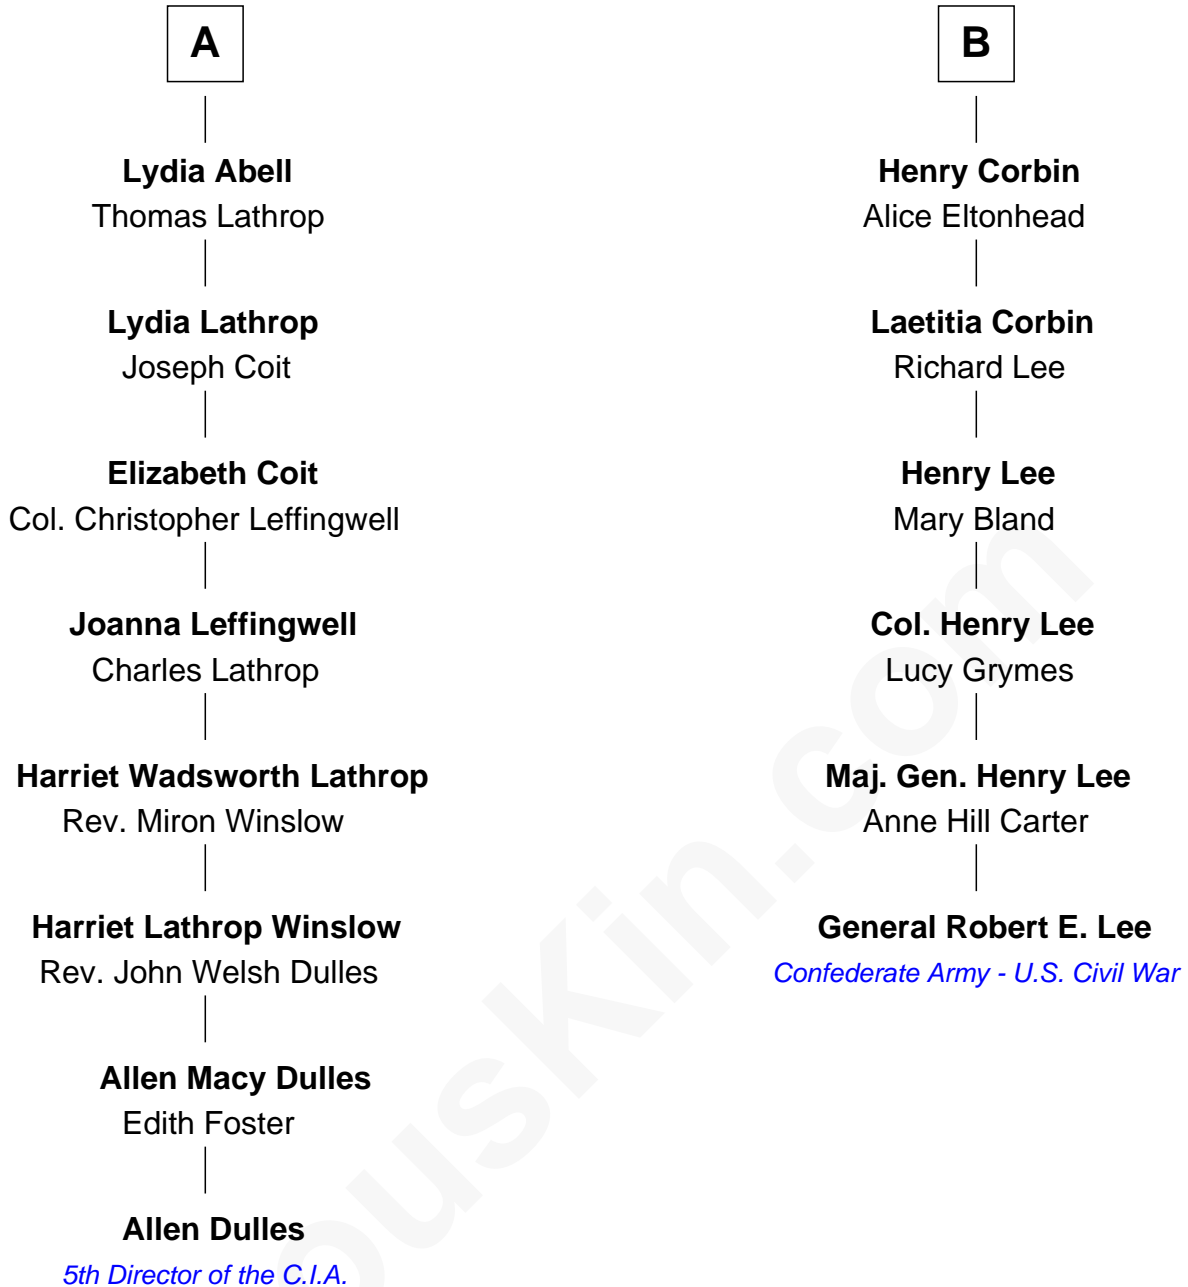 A
Lydia Abell
Thomas Lathrop
Lydia Lathrop
Joseph Coit
Elizabeth Coit
Col. Christopher Leffingwell
Joanna Leffingwell
Charles Lathrop
Harriet Wadsworth Lathrop
Rev. Miron Winslow
Harriet Lathrop Winslow
Rev. John Welsh Dulles
Allen Macy Dulles
Edith Foster
Allen Dulles
5th Director of the C.I.A.
B
Henry Corbin
Alice Eltonhead
Laetitia Corbin
Richard Lee
Henry Lee
Mary Bland
Col. Henry Lee
Lucy Grymes
Maj. Gen. Henry Lee
Anne Hill Carter
General Robert E. Lee
Confederate Army - U.S. Civil War
ousKin.com